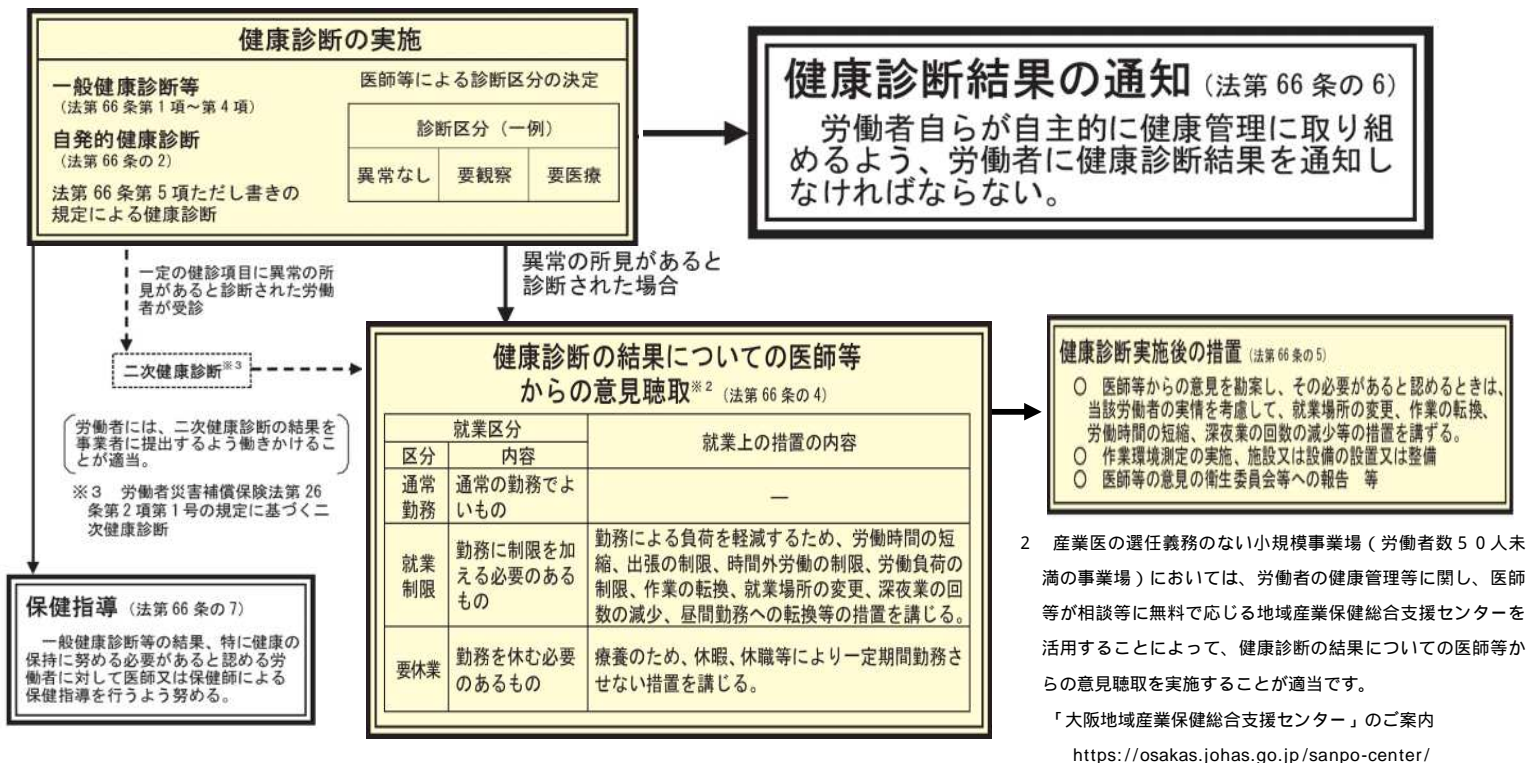 健康診断の実施
一般健康診断等
（法第 66 条第 1 項～第 4 項）
自発的健康診断
（法第 66 条の 2）
法第 66 条第 5 項ただし書きの
規定による健康診断
医師等による診断区分の決定
診断区分（一例）
異常なし 要観察 要医療
健康診断結果の通知（法第 66 条の 6）
労働者自らが自主的に健康管理に取り組
めるよう、労働者に健康診断結果を通知し
なければならない。
一定の健診項目に異常の所
見があると診断された労働
者が受診
異常の所見があると
診断された場合
二次健康診断※3
労働者には、二次健康診断の結果を
事業者に提出するよう働きかけるこ
とが適当。
※3 労働者災害補償保険法第 26
条第 2 項第 1 号の規定に基づく二
次健康診断
保健指導（法第 66 条の 7）
一般健康診断等の結果、特に健康の
保持に努める必要があると認める労
働者に対して医師又は保健師による
保健指導を行うよう努める。
健康診断の結果についての医師等
からの意見聴取※2（法第 66 条の 4）
就業区分 就業上の措置の内容
区分 内容
通常
勤務
通常の勤務でよ
いもの
―
就業
制限
勤務に制限を加
える必要のある
もの
勤務による負荷を軽減するため、労働時間の短
縮、出張の制限、時間外労働の制限、労働負荷の
制限、作業の転換、就業場所の変更、深夜業の回
数の減少、昼間勤務への転換等の措置を講じる。
要休業
勤務を休む必要
のあるもの
療養のため、休暇、休職等により一定期間勤務さ
せない措置を講じる。
健康診断実施後の措置（法第 66 条の 5）
○ 医師等からの意見を勘案し、その必要があると認めるときは、
当該労働者の実情を考慮して、就業場所の変更、作業の転換、
労働時間の短縮、深夜業の回数の減少等の措置を講ずる。
○ 作業環境測定の実施、施設又は設備の設置又は整備
○ 医師等の意見の衛生委員会等への報告 等
2 産業医の選任義務のない小規模事業場（労働者数５０人未
満の事業場）においては、労働者の健康管理等に関し、医師
等が相談等に無料で応じる地域産業保健総合支援センターを
活用することによって、健康診断の結果についての医師等か
らの意見聴取を実施することが適当です。
「大阪地域産業保健総合支援センター」のご案内
https://osakas.johas.go.jp/sanpo-center/